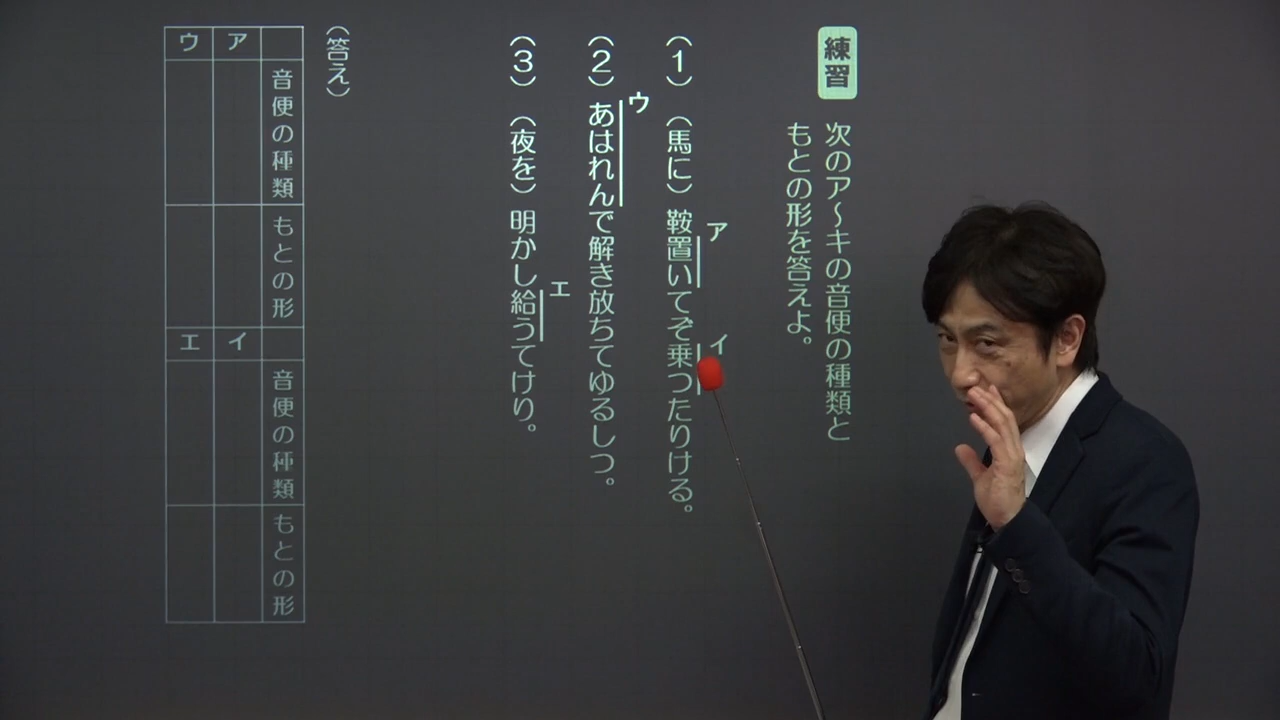 練習
次のア～キの音便の種類と
もとの形を答えよ。
（１）（馬に）鞍置いてぞ乗つたりける。
ア
イ
（２）あはれんで解き放ちてゆるしつ。
ウ
（３）（夜を）明かし給うてけり。
エ
（答え）
音便の種類 もとの形 音便の種類 もとの形
ア イ
ウ エ